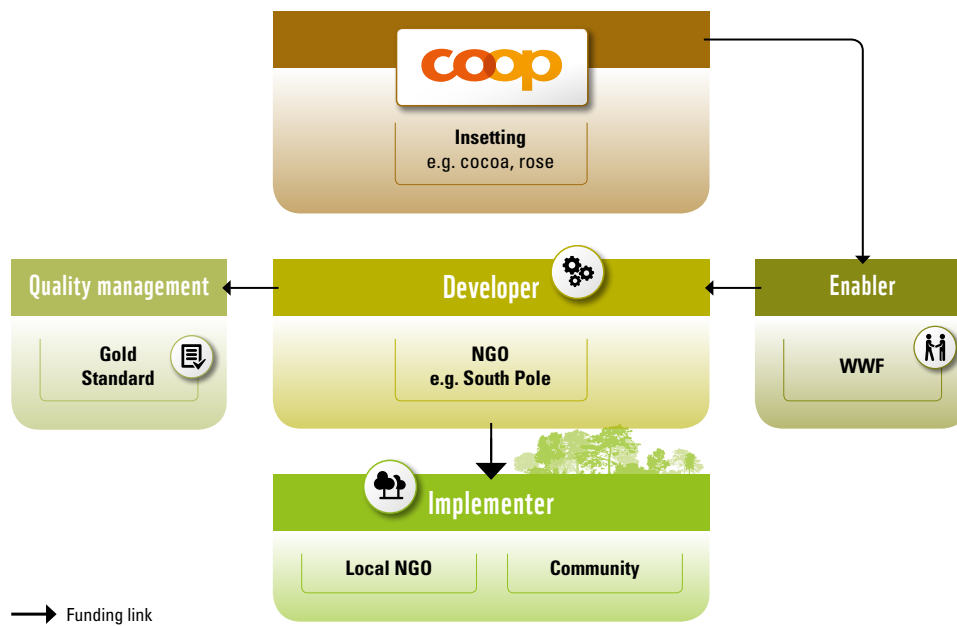 coop
Insetting
e.g. cocoa, rose
Quality management
Developer
Enabler
Gold
Standard
NGO
e.g. South Pole
WWF
Implementer
Local NGO
Community
Funding link